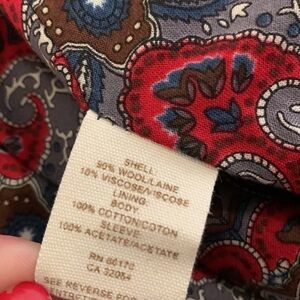 SHELL
90% WOOL/LAINE
10% VISCOSE/VISCOSE
LINING:
BODY
100% COTTON/COTON
SLEEVE:
100% ACETATE/ACETATE
RN 66170
CA 32054
SEE REVERSE FOR